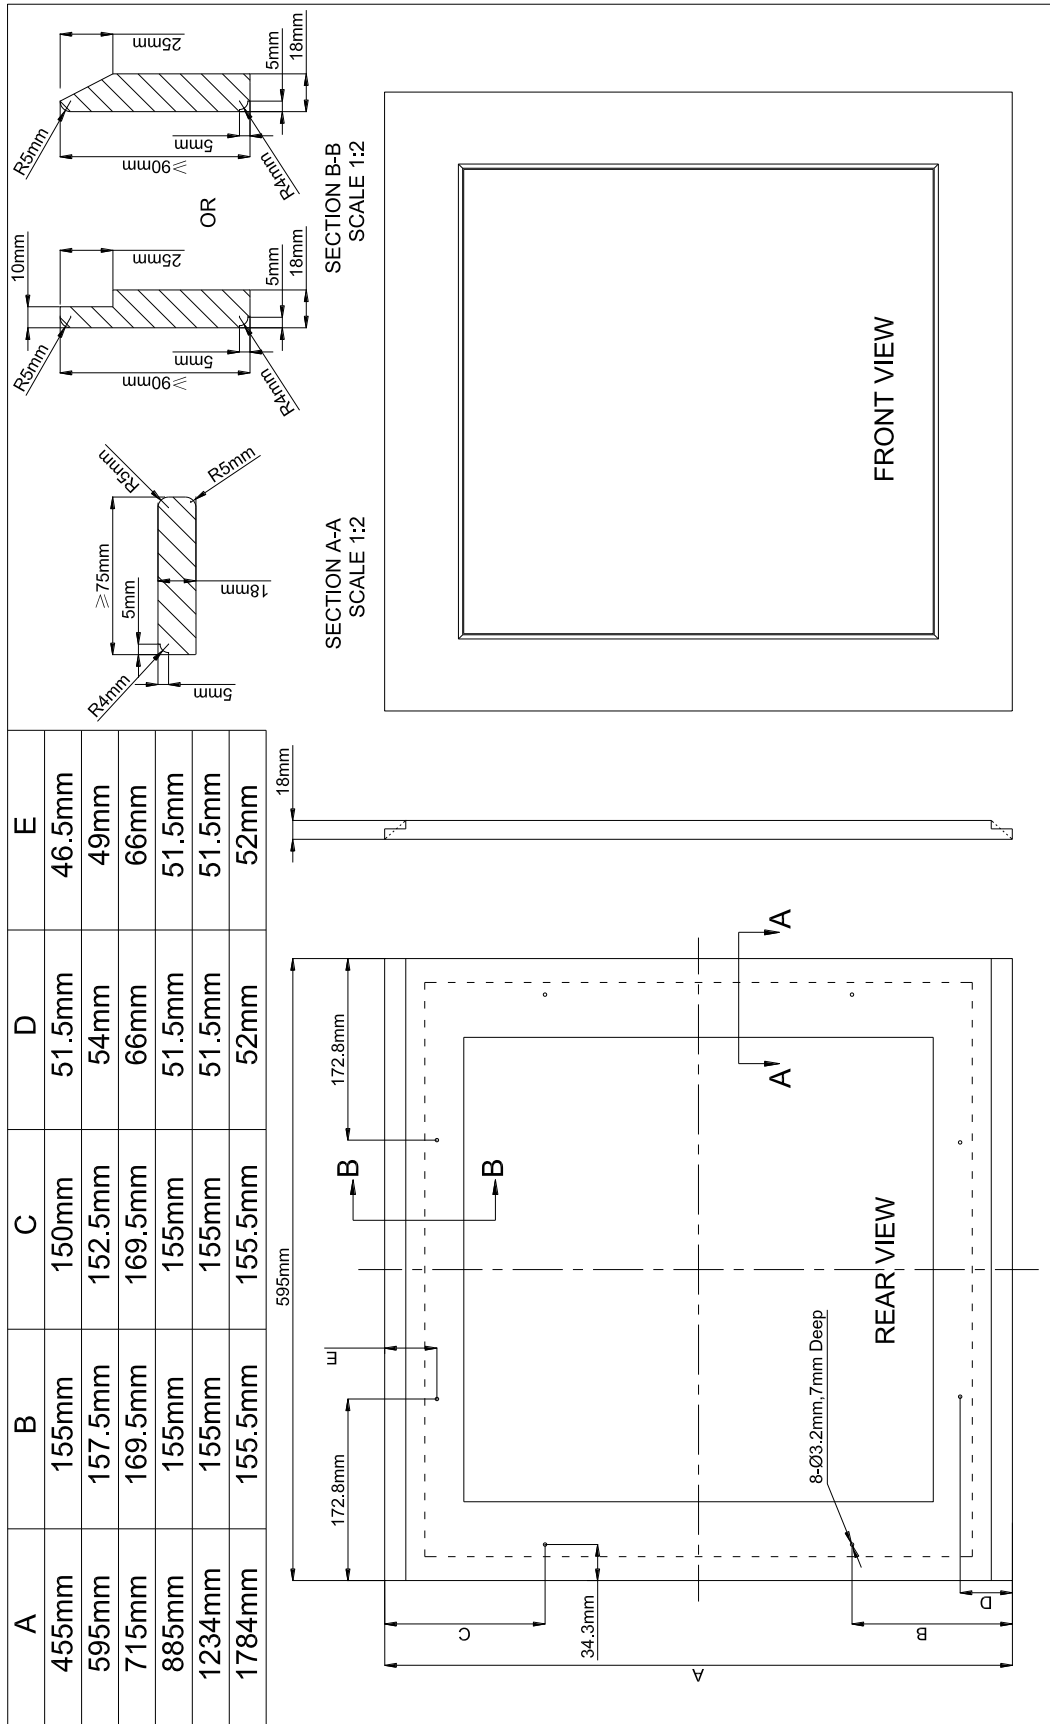 A B C D E
455mm 155mm 150mm 51.5mm 46.5mm
595mm 157.5mm 152.5mm 54mm 49mm
715mm 169.5mm 169.5mm 66mm 66mm
885mm 155mm 155mm 51.5mm 51.5mm
1234mm 155mm 155mm 51.5mm 51.5mm
1784mm 155.5mm 155.5mm 52mm 52mm
R4mm
5mm
5mm
≥75mm
18mm
R5mm
R5mm
SECTION A-A
SCALE 1:2
R5mm
10mm
25mm
≥90mm
5mm
R4mm
5mm
18mm
OR
R5mm
25mm
≥90mm
5mm
R4mm
5mm
18mm
SECTION B-B
SCALE 1:2
595mm
172.8mm
E
172.8mm
B
B
A
A
C
34.3mm
A
B
D
8-Ø3.2mm,7mm Deep
REAR VIEW
18mm
FRONT VIEW